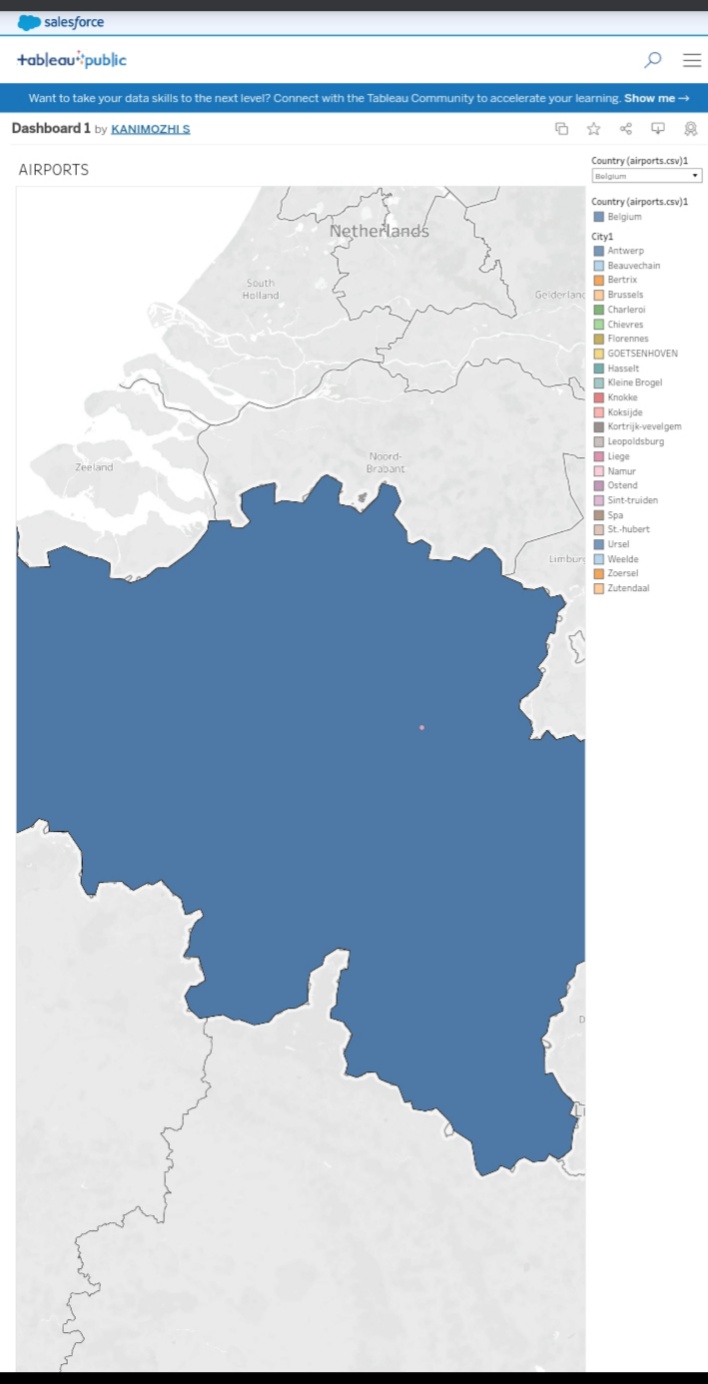 salesforce
+ableau public
Want to take your data skills to the next level? Connect with the Tableau Community to accelerate your learning. Show me →
Dashboard 1 by KANIMOZHI S
AIRPORTS
Country (airports.csv)1
Belgium
Country (airports.csv)1
Belgium
City1
Antwerp
Beauvechain
Bertrix
Brussels
Charleroi
Chievres
Florennes
GOETSENHOVEN
Hasselt
Kleine Brogel
Knokke
Koksijde
Kortrijk-vevelgem
Leopoldsburg
Liege
Namur
Ostend
Sint-truiden
Spa
St.-hubert
Ursel
Weelde
Zoersel
Zutendaal
Netherlands
South
Holland
Gelderland
Zeeland
Noord-
Brabant
Limbur
D
Li